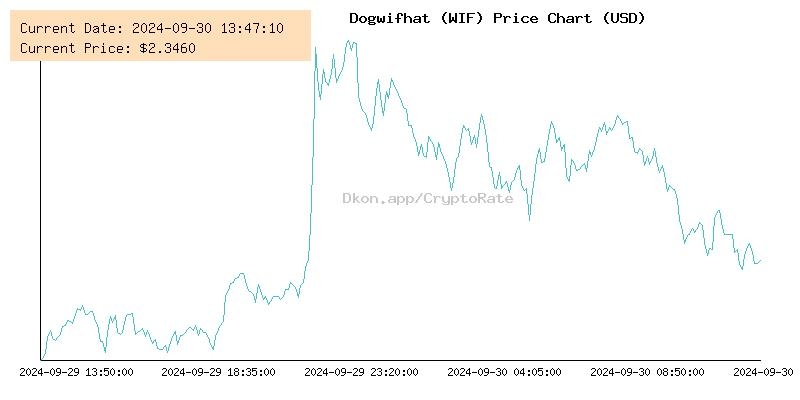 Dogwifhat (WIF) Price Chart (USD)
Current Date: 2024-09-30 13:47:10
Current Price: $2.3460
Dkon.app/CryptoRate
2024-09-29 13:50:00 2024-09-29 18:35:00 2024-09-29 23:20:00 2024-09-30 04:05:00 2024-09-30 08:50:00 2024-09-30